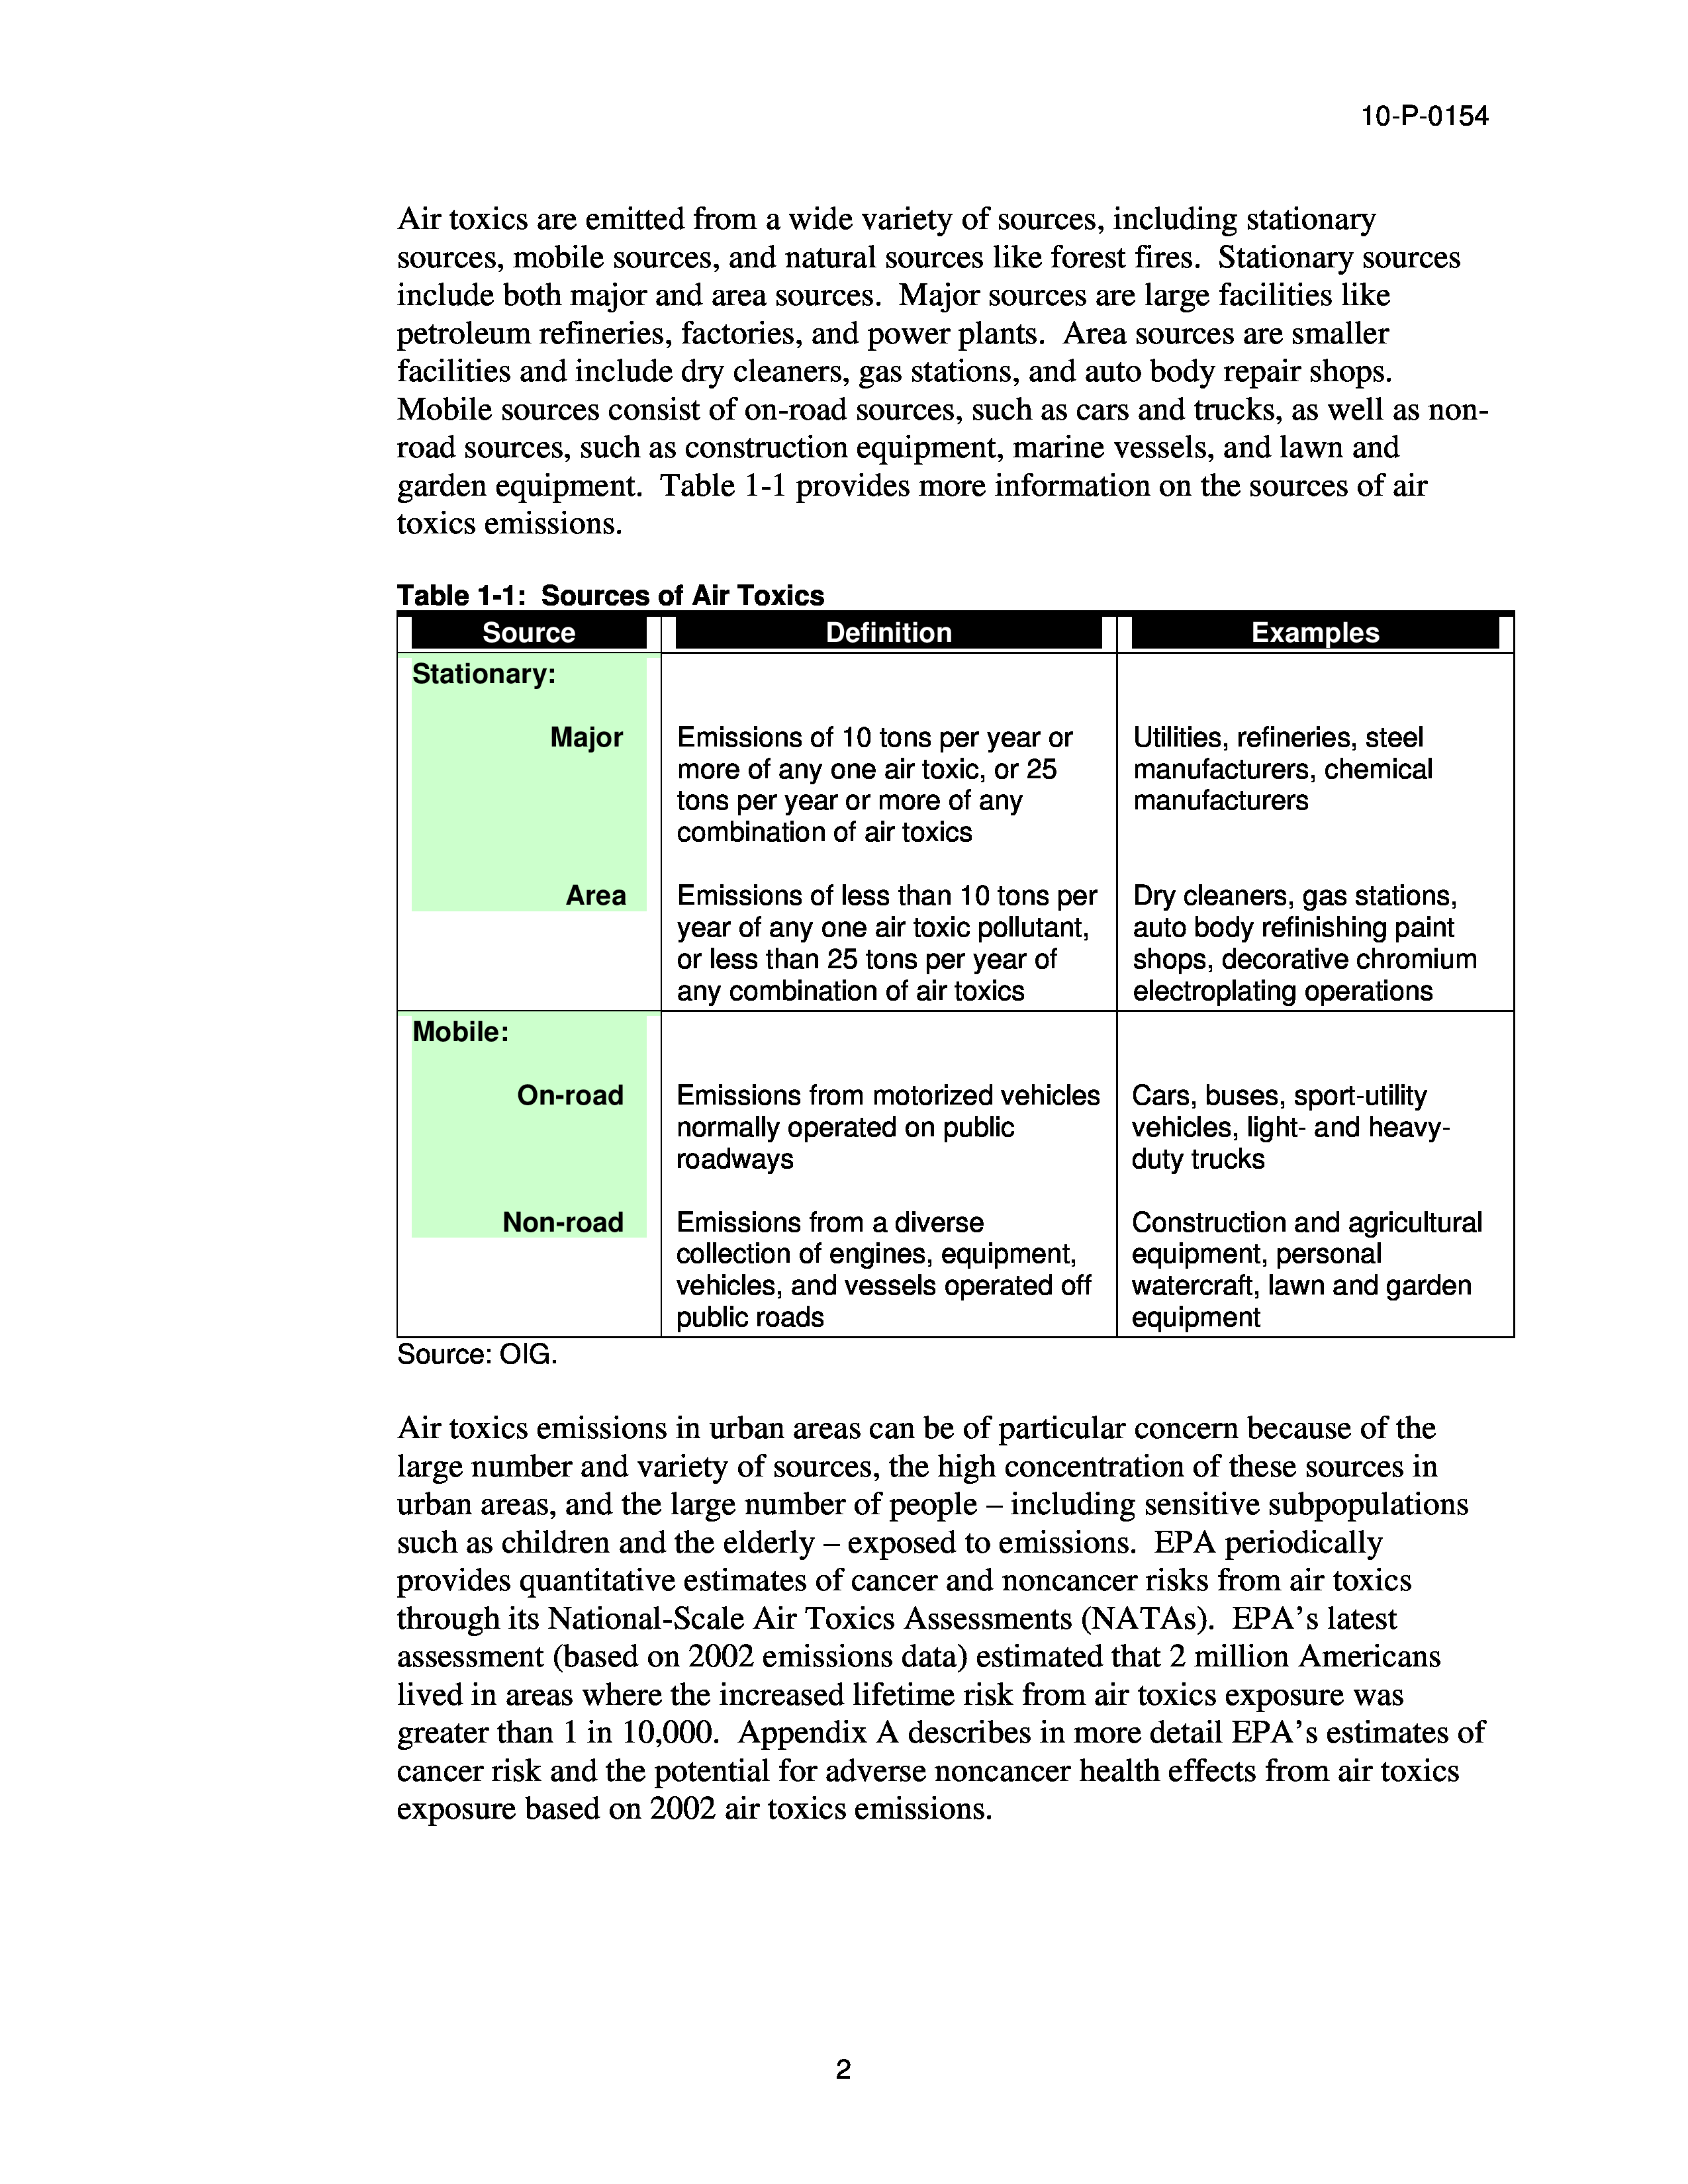 10-P-0154
Air toxics are emitted from a wide variety of sources, including stationary
sources, mobile sources, and natural sources like forest fires.  Stationary sources
include both major and area sources.  Major sources are large facilities like
petroleum refineries, factories, and power plants.  Area sources are smaller
facilities and include dry cleaners, gas stations, and auto body repair shops.
Mobile sources consist of on-road sources, such as cars and trucks, as well as non-
road sources, such as construction equipment, marine vessels, and lawn and
garden equipment.  Table 1-1 provides more information on the sources of air
toxics emissions.
Table 1-1:  Sources of Air Toxics
Source Definition Examples
Stationary:
Major Emissions of 10 tons per year or Utilities, refineries, steel
more of any one air toxic, or 25 manufacturers, chemical
tons per year or more of any manufacturers
combination of air toxics
Area Emissions of less than 10 tons per Dry cleaners, gas stations,
year of any one air toxic pollutant, auto body refinishing paint
or less than 25 tons per year of shops, decorative chromium
any combination of air toxics electroplating operations
Mobile:
On-road Emissions from motorized vehicles Cars, buses, sport-utility
normally operated on public vehicles, light- and heavy-
roadways duty trucks
Non-road Emissions from a diverse Construction and agricultural
collection of engines, equipment, equipment, personal
vehicles, and vessels operated off watercraft, lawn and garden
public roads equipment
Source: OIG.
Air toxics emissions in urban areas can be of particular concern because of the
large number and variety of sources, the high concentration of these sources in
urban areas, and the large number of people – including sensitive subpopulations
such as children and the elderly – exposed to emissions.  EPA periodically
provides quantitative estimates of cancer and noncancer risks from air toxics
through its National-Scale Air Toxics Assessments (NATAs).  EPA’s latest
assessment (based on 2002 emissions data) estimated that 2 million Americans
lived in areas where the increased lifetime risk from air toxics exposure was
greater than 1 in 10,000.  Appendix A describes in more detail EPA’s estimates of
cancer risk and the potential for adverse noncancer health effects from air toxics
exposure based on 2002 air toxics emissions.
2